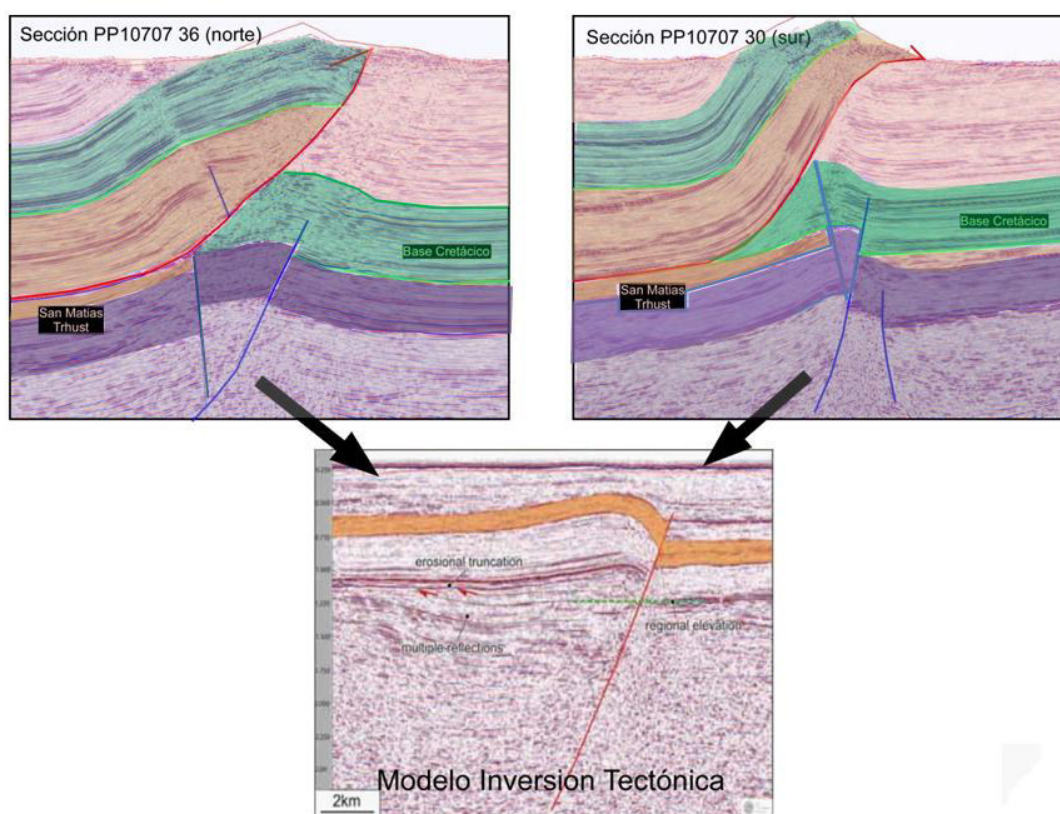 Sección PP10707 36 (norte)
Base Cretácico
San Matias
Trhust
Sección PP10707 30 (sur)
Base Cretácico
San Matias
Trhust
erosional truncation
regional elevation
multiple reflections
Modelo Inversion Tectónica
2km